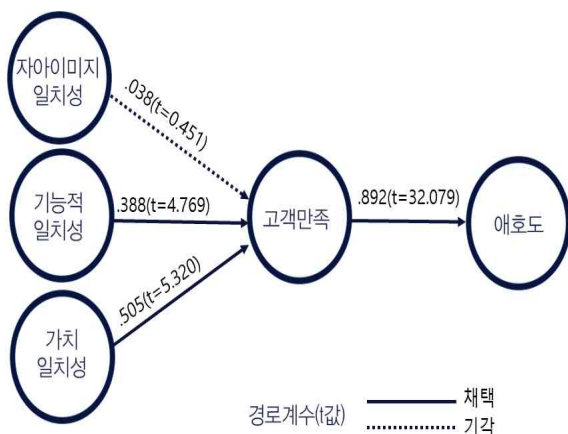 자아이미지
일치성
.038(t=0.451)
기능적
일치성
.388(t=4.769)
고객만족
.892(t=32.079)
애호도
.505(t=5.320)
가치
일치성
경로계수(t값)
채택
기각